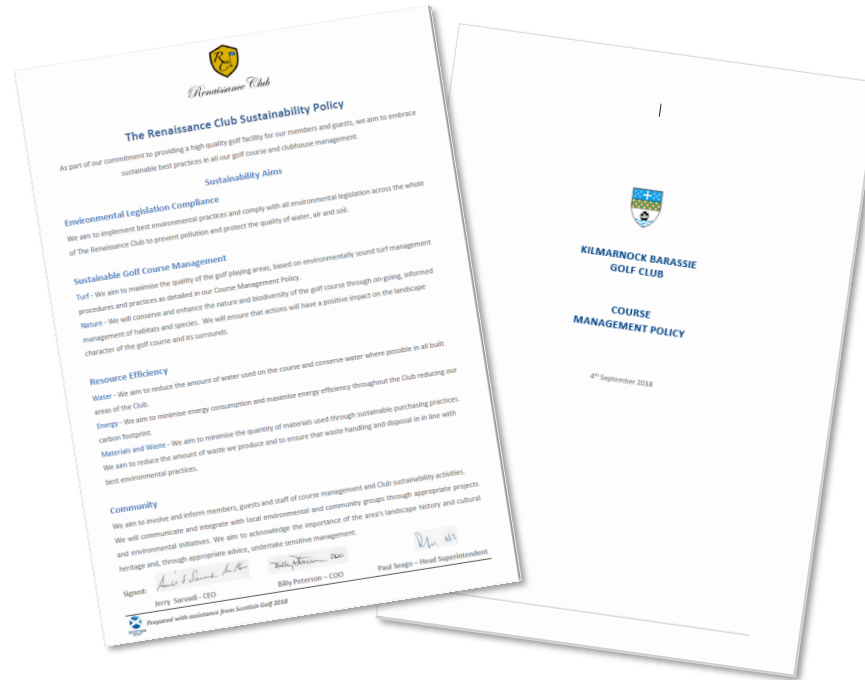 Renaissance Club
The Renaissance Club Sustainability Policy
As part of our commitment to providing a high quality golf facility for our members and guests, we aim to embrace
sustainable best practices in all our golf course and clubhouse management.
Sustainability Aims
Environmental Legislation Compliance
We aim to implement best environmental practices and comply with all environmental legislation across the whole
of The Renaissance Club to prevent pollution and protect the quality of water, air and soil.
Sustainable Golf Course Management
Turf - We aim to maximise the quality of the golf playing areas, based on environmentally sound turf management
procedures and practices as detailed in our Course Management Policy.
Nature - We will conserve and enhance the nature and biodiversity of the golf course through on-going, informed
management of habitats and species. We will ensure that actions will have a positive impact on the landscape
character of the golf course and its surrounds.
Resource Efficiency
Water - We aim to reduce the amount of water used on the course and conserve water where possible in all built
areas of the Club.
Energy - We aim to minimise energy consumption and maximise energy efficiency throughout the Club reducing our
carbon footprint.
Materials and Waste - We aim to minimise the quantity of materials used through sustainable purchasing practices.
We aim to reduce the amount of waste we produce and to ensure that waste handling and disposal in in line with
best environmental practices.
Community
We aim to involve and inform members, guests and staff of course management and Club sustainability activities.
We will communicate and integrate with local environmental and community groups through appropriate projects
and environmental initiatives. We aim to acknowledge the importance of the area's landscape history and cultural
heritage and, through appropriate advice, undertake sensitive management.
Signed:
Jerry Sarvadi - CEO
Billy Peterson – COO
Paul Seago – Head Superintendent
Prepared with assistance from Scottish Golf 2018
KILMARNOCK BARASSIE
GOLF CLUB
COURSE
MANAGEMENT POLICY
4th September 2018